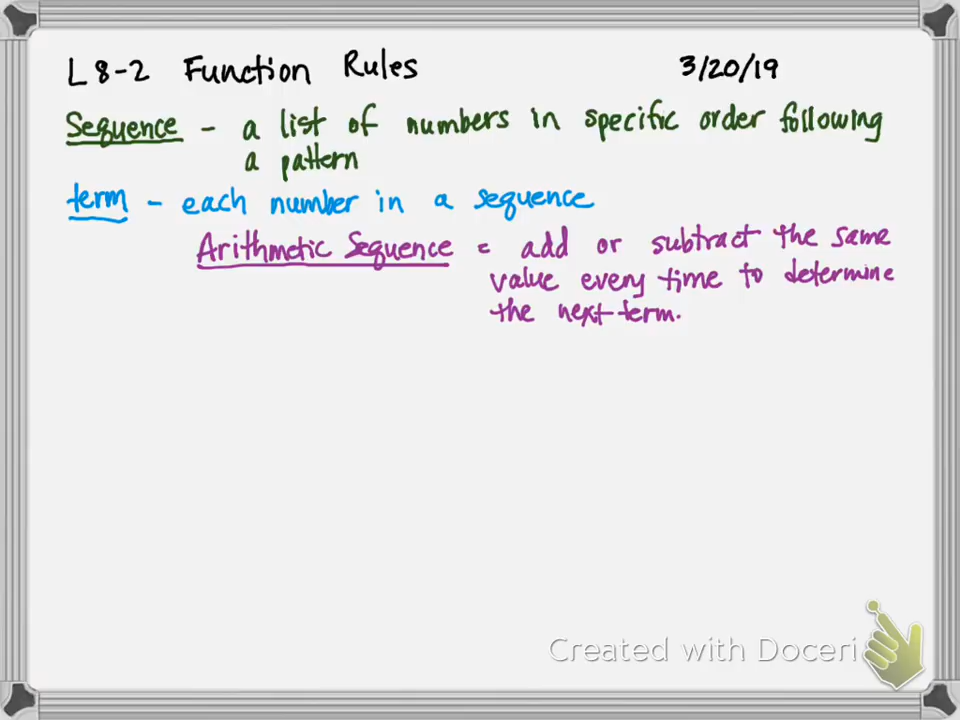 L 8-2 Function Rules 3/20/19
Sequence - a list of numbers in specific order following
a pattern
term - each number in a sequence
Arithmetic Sequence = add or subtract the same
value every time to determine
the next term.
Created with Doceri